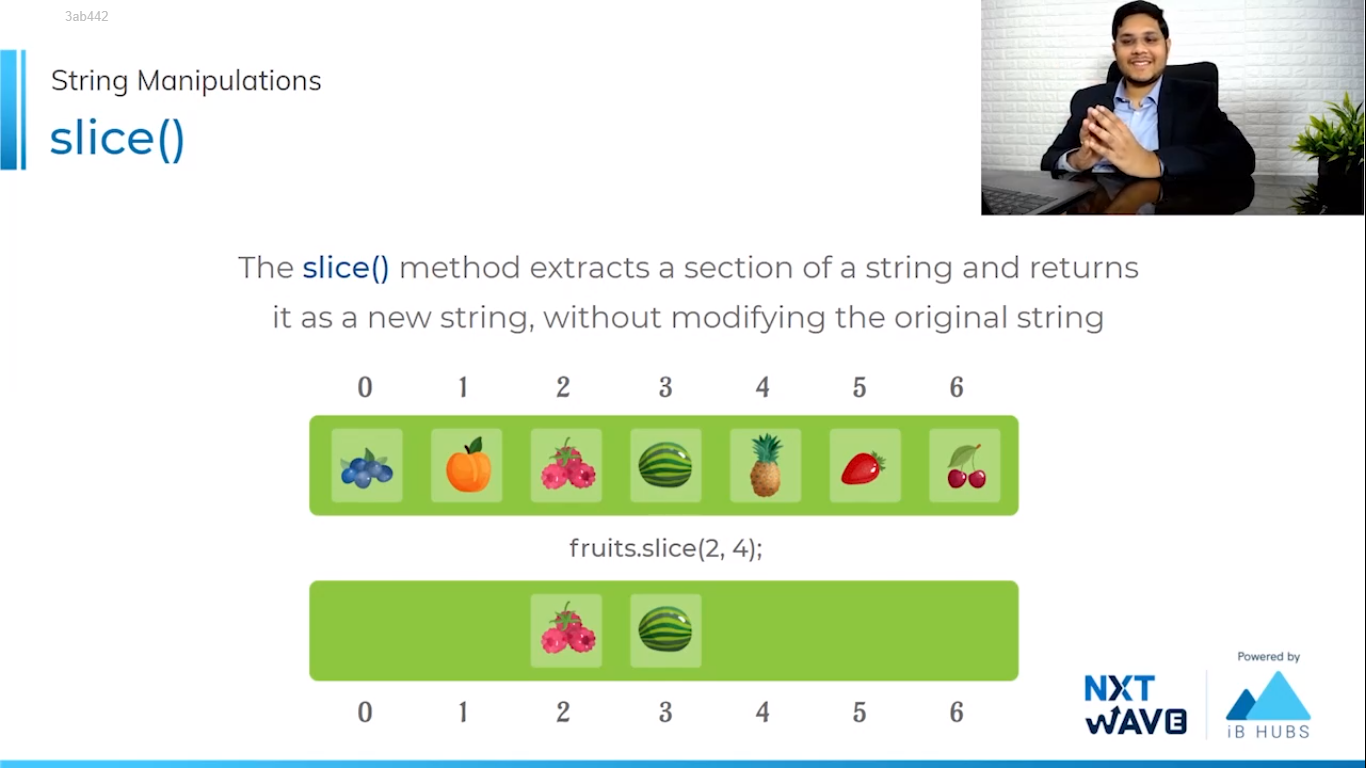 3ab442
String Manipulations
slice()
The slice() method extracts a section of a string and returns
it as a new string, without modifying the original string
0 1 2 3 4 5 6
fruits.slice(2, 4);
0 1 2 3 4 5 6
Powered by
NXT
WAVE
iB HUBS